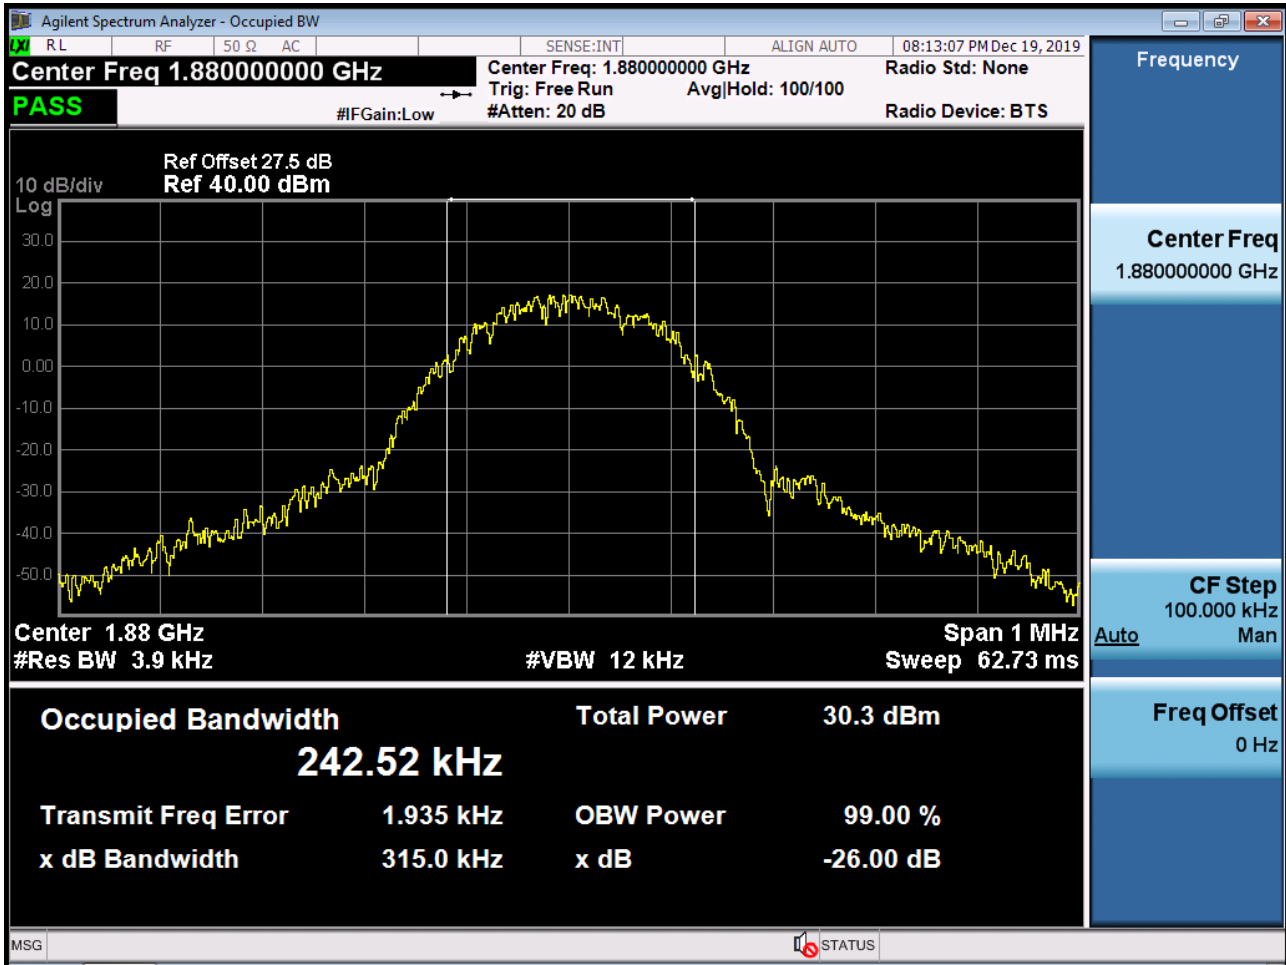 Agilent Spectrum Analyzer - Occupied BW
LXI RL RF 50 Ω AC SENSE:INT ALIGN AUTO 08:13:07 PM Dec 19, 2019
Center Freq 1.880000000 GHz
PASS
#IFGain:Low
Center Freq: 1.880000000 GHz
Trig: Free Run Avg|Hold: 100/100
#Atten: 20 dB
Radio Std: None
Radio Device: BTS
Ref Offset 27.5 dB
10 dB/div Ref 40.00 dBm
Log
30.0
20.0
10.0
0.00
-10.0
-20.0
-30.0
-40.0
-50.0
Center 1.88 GHz Span 1 MHz
#Res BW 3.9 kHz #VBW 12 kHz Sweep 62.73 ms
Occupied Bandwidth Total Power 30.3 dBm
242.52 kHz
Transmit Freq Error 1.935 kHz OBW Power 99.00 %
x dB Bandwidth 315.0 kHz x dB -26.00 dB
MSG STATUS
Frequency
Center Freq
1.880000000 GHz
CF Step
100.000 kHz
Auto Man
Freq Offset
0 Hz